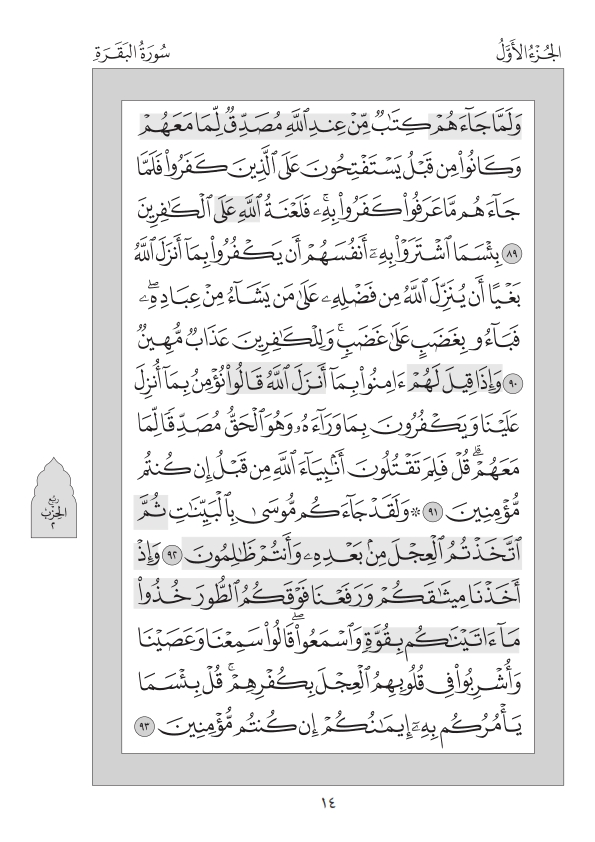 الجُزْءُ الأَوَّلُ
سُورَةُ البَقَرَةِ
وَلَمَّا جَآءَهُمْ كِتَٰبٌ مِّنْ عِندِ ٱللَّهِ مُصَدِّقٌ لِّمَا مَعَهُمْ
وَكَانُوا۟ مِن قَبْلُ يَسْتَفْتِحُونَ عَلَى ٱلَّذِينَ كَفَرُوا۟ فَلَمَّا
جَآءَهُم مَّا عَرَفُوا۟ كَفَرُوا۟ بِهِۦۚ فَلَعْنَةُ ٱللَّهِ عَلَى ٱلْكَٰفِرِينَ
٨٩ بِئْسَمَا ٱشْتَرَوْا۟ بِهِۦٓ أَنفُسَهُمْ أَن يَكْفُرُوا۟ بِمَآ أَنزَلَ ٱللَّهُ
بَغْيًا أَن يُنَزِّلَ ٱللَّهُ مِن فَضْلِهِۦ عَلَىٰ مَن يَشَآءُ مِنْ عِبَادِهِۦۖ
فَبَآءُو بِغَضَبٍ عَلَىٰ غَضَبٍۚ وَلِلْكَٰفِرِينَ عَذَابٌ مُّهِينٌ
٩٠ وَإِذَا قِيلَ لَهُمْ ءَامِنُوا۟ بِمَآ أَنزَلَ ٱللَّهُ قَالُوا۟ نُؤْمِنُ بِمَآ أُنزِلَ
عَلَيْنَا وَيَكْفُرُونَ بِمَا وَرَآءَهُۥ وَهُوَ ٱلْحَقُّ مُصَدِّقًا لِّمَا
مَعَهُمْۗ قُلْ فَلِمَ تَقْتُلُونَ أَنۢبِيَآءَ ٱللَّهِ مِن قَبْلُ إِن كُنتُم
مُّؤْمِنِينَ ٩١ ۞ وَلَقَدْ جَآءَكُم مُّوسَىٰ بِٱلْبَيِّنَٰتِ ثُمَّ
ٱتَّخَذْتُمُ ٱلْعِجْلَ مِنۢ بَعْدِهِۦ وَأَنتُمْ ظَٰلِمُونَ ٩٢ وَإِذْ
أَخَذْنَا مِيثَٰقَكُمْ وَرَفَعْنَا فَوْقَكُمُ ٱلطُّورَ خُذُوا۟
مَآ ءَاتَيْنَٰكُم بِقُوَّةٍ وَٱسْمَعُوا۟ۖ قَالُوا۟ سَمِعْنَا وَعَصَيْنَا
وَأُشْرِبُوا۟ فِى قُلُوبِهِمُ ٱلْعِجْلَ بِكُفْرِهِمْۚ قُلْ بِئْسَمَا
يَأْمُرُكُم بِهِۦٓ إِيمَٰنُكُمْ إِن كُنتُم مُّؤْمِنِينَ ٩٣
رُبْع
الحِزْبِ
٢
١٤